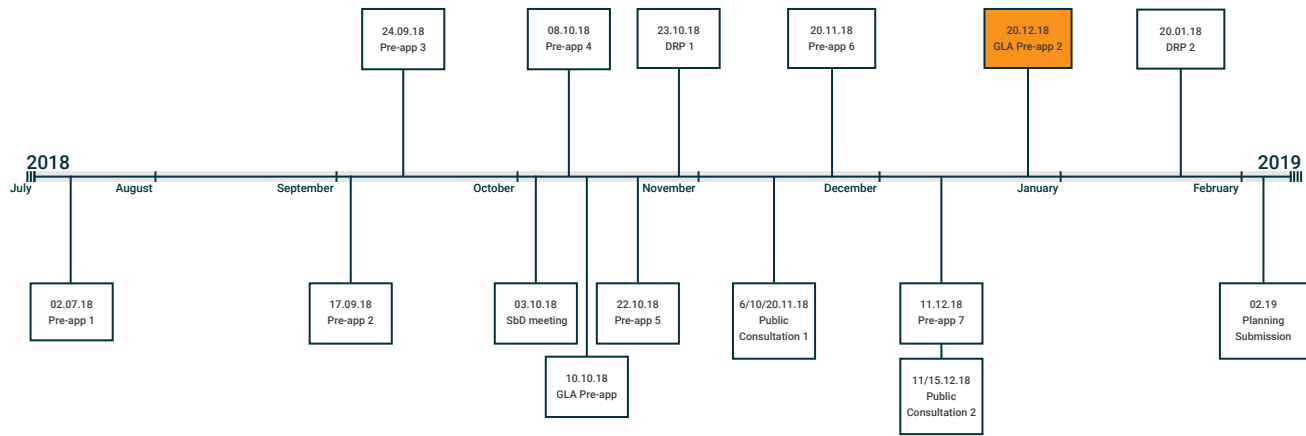 24.09.18
Pre-app 3
08.10.18
Pre-app 4
23.10.18
DRP 1
20.11.18
Pre-app 6
20.12.18
GLA Pre-app 2
20.01.18
DRP 2
2018
2019
July
August
September
October
November
December
January
February
02.07.18
Pre-app 1
17.09.18
Pre-app 2
03.10.18
SbD meeting
22.10.18
Pre-app 5
6/10/20.11.18
Public
Consultation 1
11.12.18
Pre-app 7
02.19
Planning
Submission
10.10.18
GLA Pre-app
11/15.12.18
Public
Consultation 2